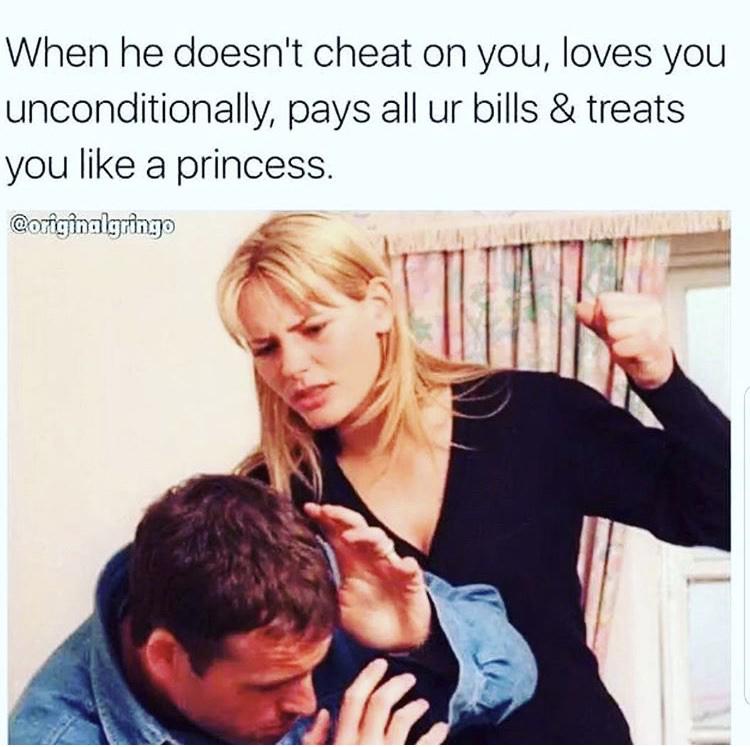 When he doesn't cheat on you, loves you
unconditionally, pays all ur bills & treats
you like a princess.
@originalgringo